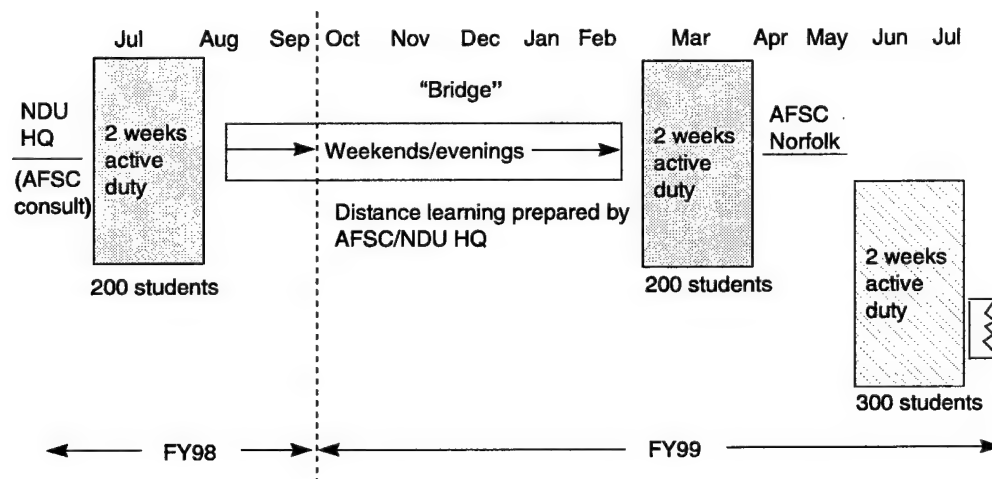 Jul Aug Sep Oct Nov Dec Jan Feb Mar Apr May Jun Jul
NDU
HQ
(AFSC
consult)
2 weeks
active
duty
200 students
“Bridge”
Weekends/evenings
Distance learning prepared by
AFSC/NDU HQ
2 weeks
active
duty
200 students
AFSC
Norfolk
2 weeks
active
duty
300 students
FY98
FY99